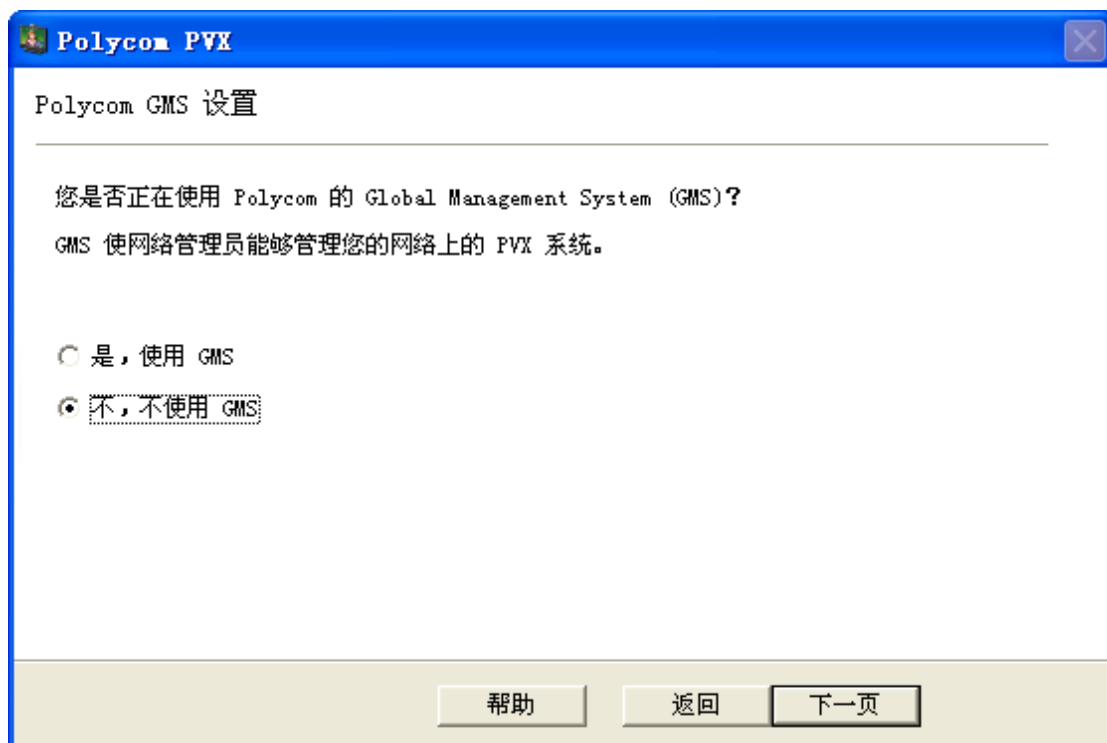 Polycom PVX
Polycom GMS 设置
您是否正在使用 Polycom 的 Global Management System (GMS)?
GMS 使网络管理员能够管理您的网络上的 PVX 系统。
是，使用 GMS
不，不使用 GMS
帮助 返回 下一页